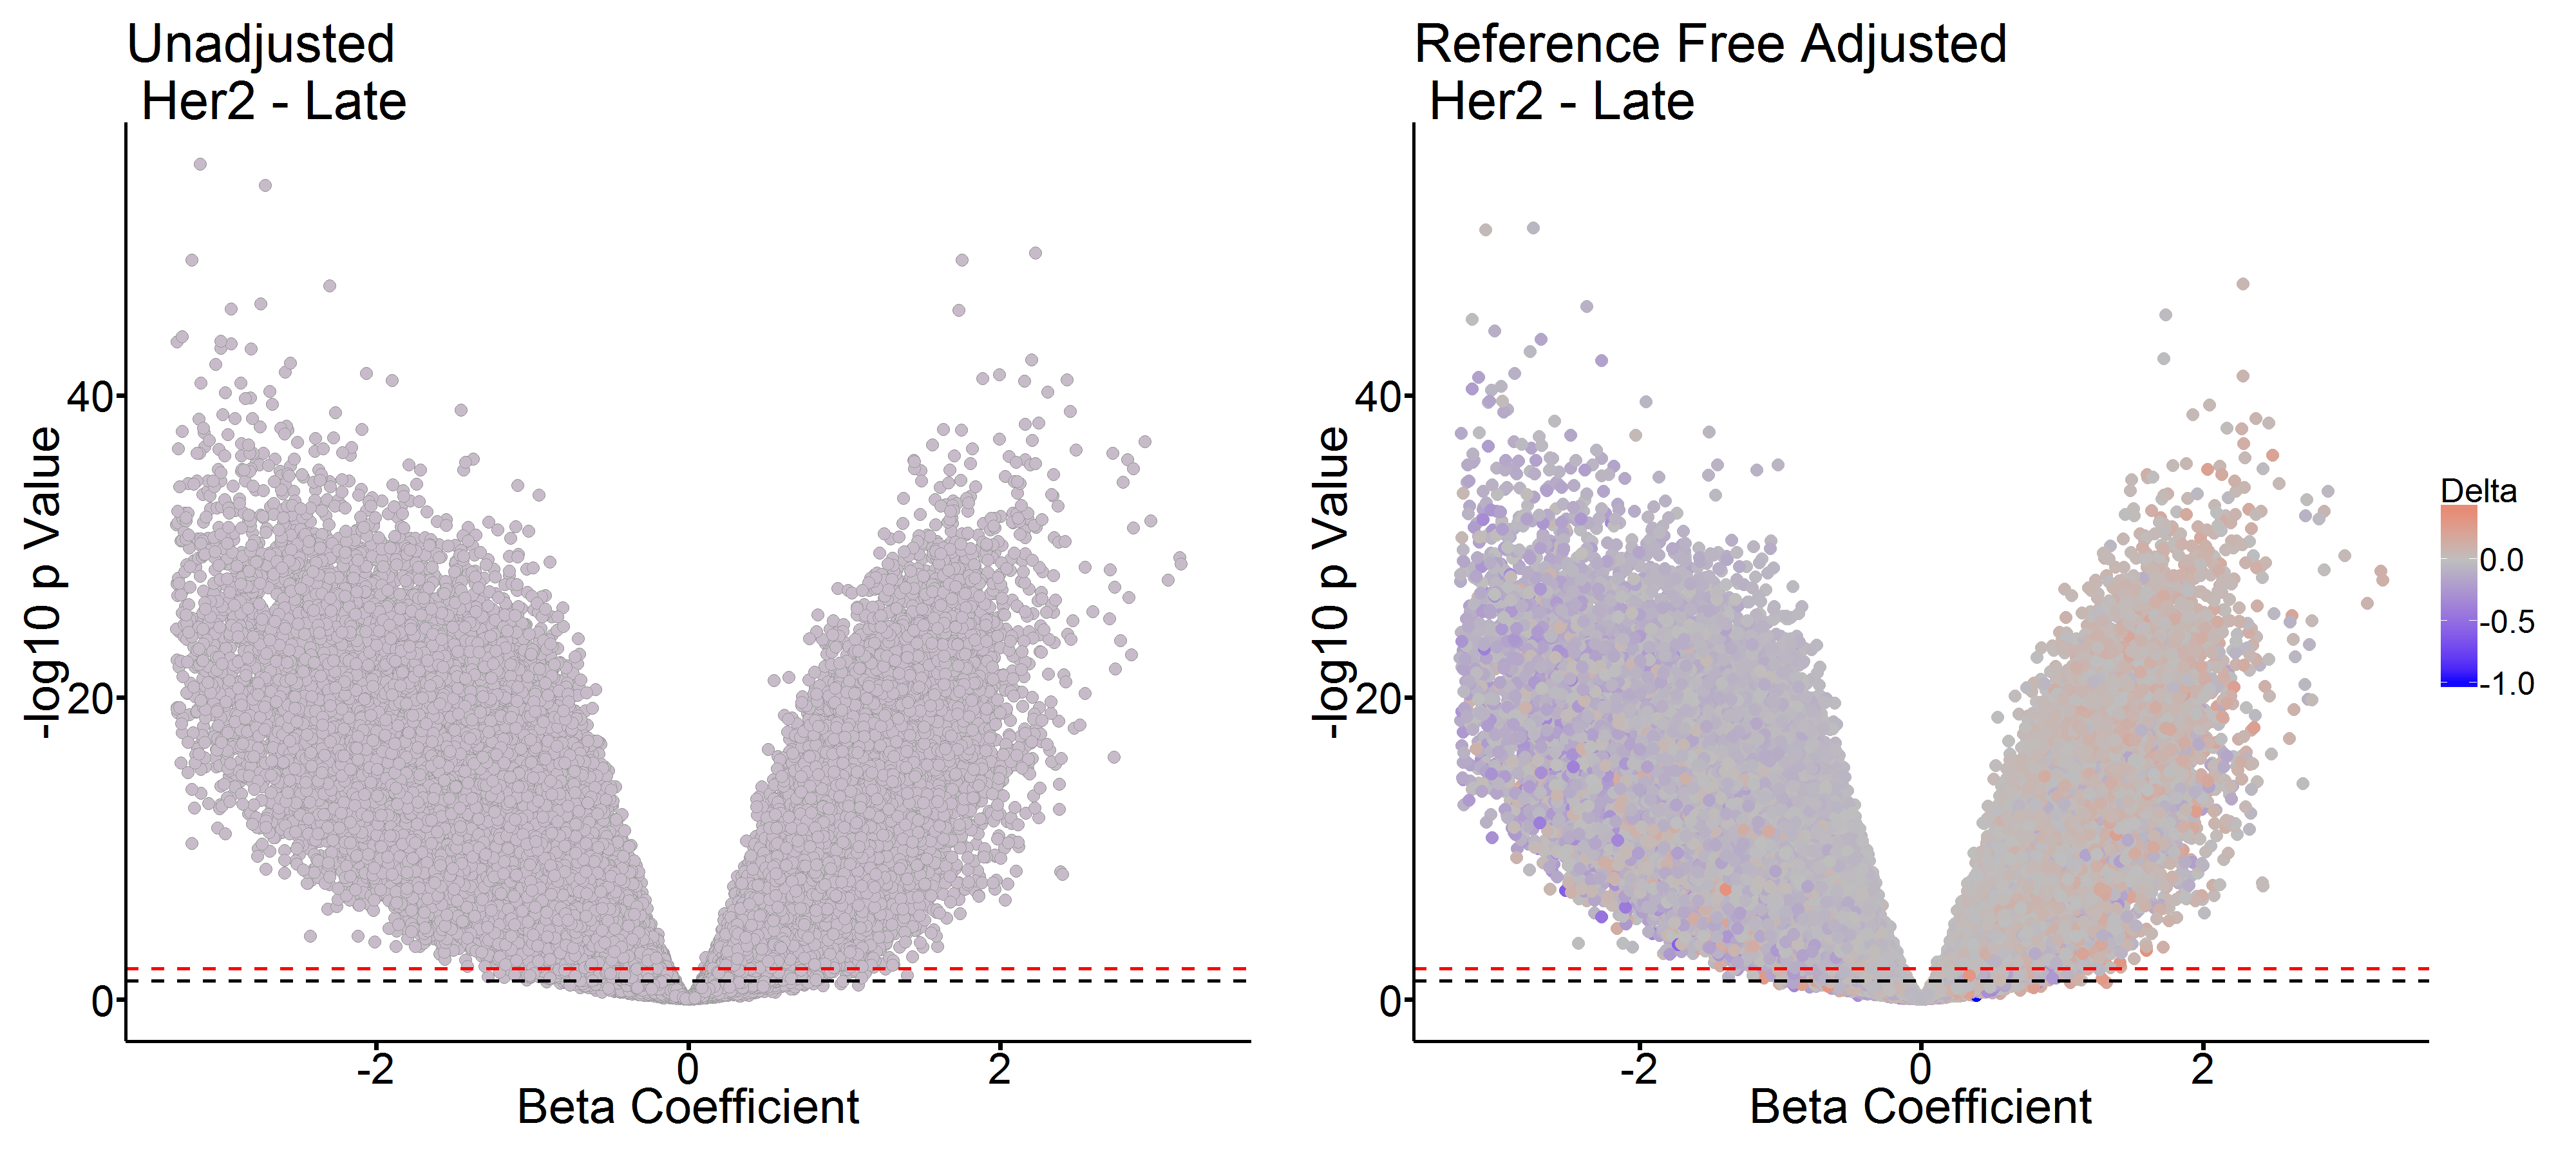 Unadjusted
Her2 - Late
-log10 p Value
40
20
0
-2
0
2
Beta Coefficient
Reference Free Adjusted
Her2 - Late
-log10 p Value
40
20
0
-2
0
2
Beta Coefficient
Delta
0.0
-0.5
-1.0